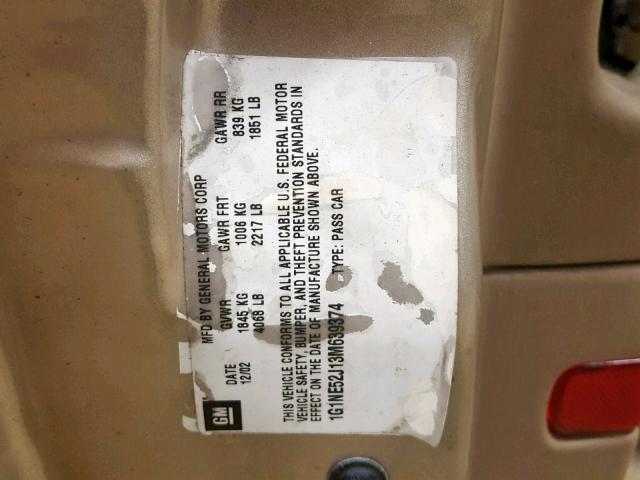 GM
MFD BY GENERAL MOTORS CORP
DATE GVWR GAWR FRT GAWR RR
12/02 1845 KG 1006 KG 839 KG
4068 LB 2217 LB 1851 LB
THIS VEHICLE CONFORMS TO ALL APPLICABLE U.S. FEDERAL MOTOR
VEHICLE SAFETY, BUMPER, AND THEFT PREVENTION STANDARDS IN
EFFECT ON THE DATE OF MANUFACTURE SHOWN ABOVE.
1G1NE52J13M639374 TYPE: PASS CAR